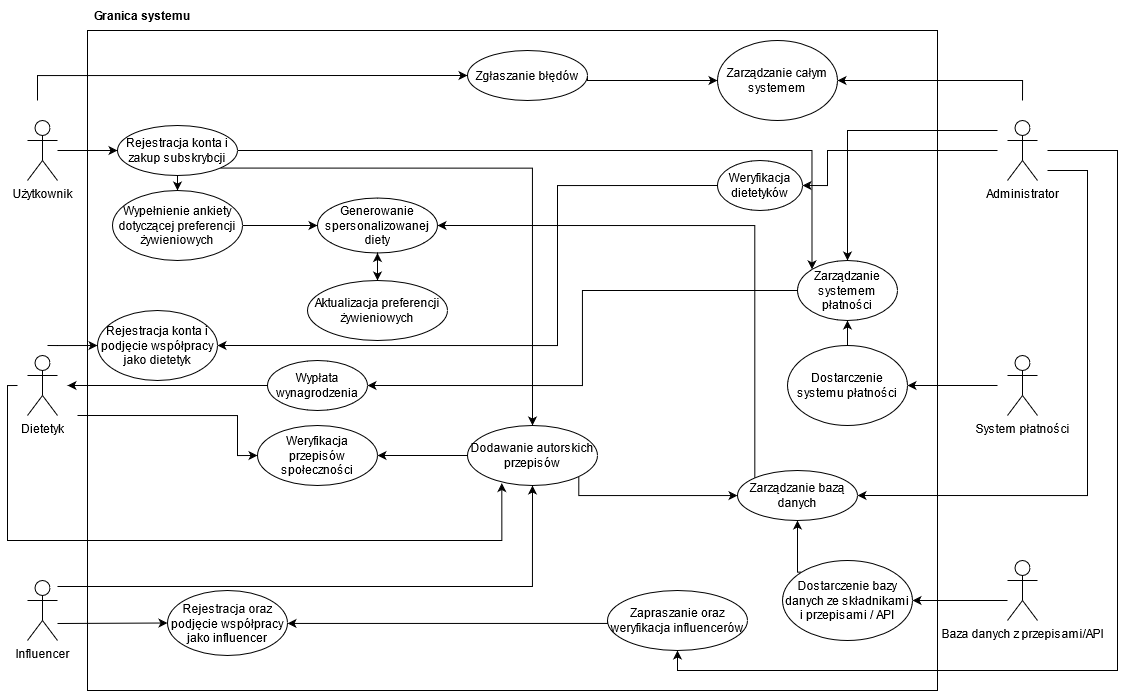 Granica systemu
Zgłaszanie błędów
Zarządzanie całym
systemem
Użytkownik
Rejestracja konta i
zakup subskrybcji
Weryfikacja
dietetyków
Administrator
Wypełnienie ankiety
dotyczącej preferencji
żywieniowych
Generowanie
spersonalizowanej
diety
Zarządzanie
systemem
płatności
Aktualizacja preferencji
żywieniowych
Rejestracja konta i
podjęcie współpracy
jako dietetyk
Wypłata
wynagrodzenia
Dostarczenie
systemu płatności
Dietetyk
System płatności
Weryfikacja
przepisów
społeczności
Dodawanie autorskich
przepisów
Zarządzanie bazą
danych
Dostarczenie bazy
danych ze składnikami
i przepisami / API
Rejestracja oraz
podjęcie współpracy
jako influencer
Zapraszanie oraz
weryfikacja influencerów
Influencer
Baza danych z przepisami/API